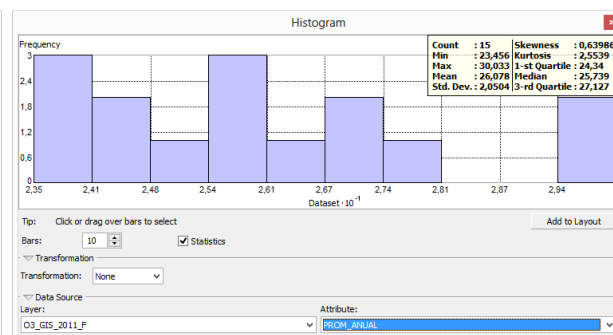 Histogram
x
Frequency
3
2,4
1,8
1,2
0,6
0
2,35 2,41 2,48 2,54 2,61 2,67 2,74 2,81 2,87 2,94
Dataset · 10⁻¹
Count : 15 Skewness : 0,63986
Min : 23,456 Kurtosis : 2,5539
Max : 30,033 1-st Quartile : 24,34
Mean : 26,078 Median : 25,739
Std. Dev. : 2,0504 3-rd Quartile : 27,127
Tip: Click or drag over bars to select
Add to Layout
Bars: 10 Statistics
Transformation
Transformation: None
Data Source
Layer: Attribute:
O3_GIS_2011_F PROM_ANUAL